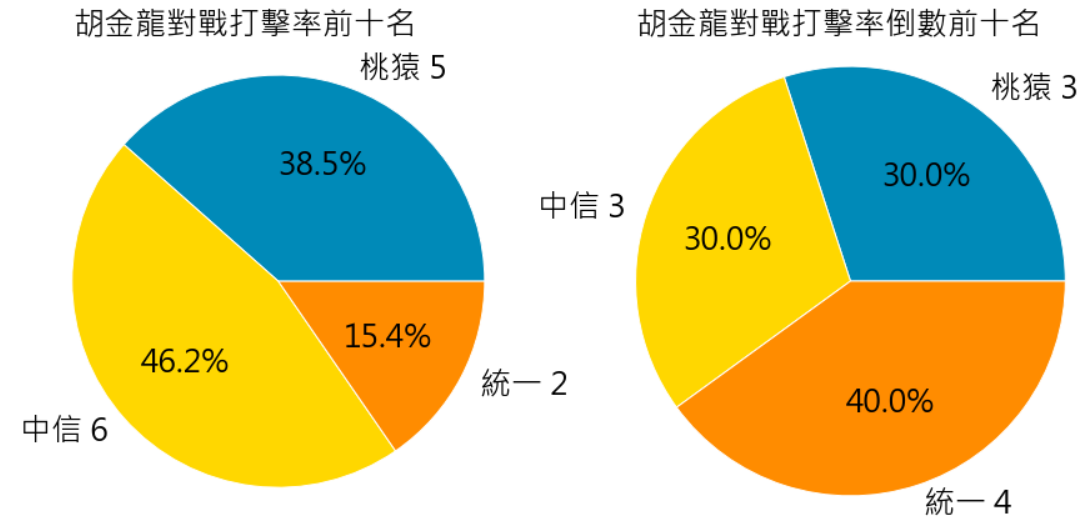 胡金龍對戰打擊率前十名
桃猿 5
38.5%
46.2%
15.4%
統一 2
中信 6
胡金龍對戰打擊率倒數前十名
桃猿 3
30.0%
中信 3
30.0%
40.0%
統一 4